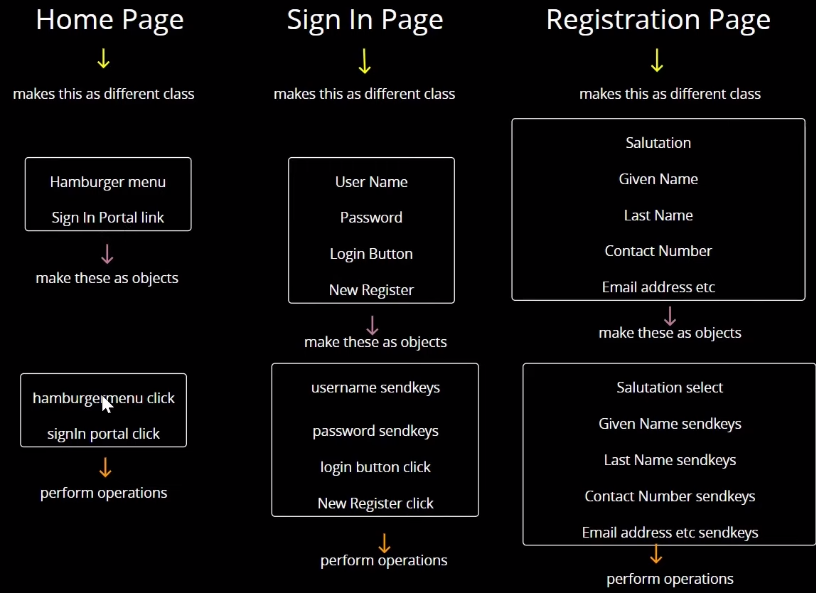 Home Page
makes this as different class
Hamburger menu
Sign In Portal link
make these as objects
hamburgermenu click
signIn portal click
perform operations
Sign In Page
makes this as different class
User Name
Password
Login Button
New Register
make these as objects
username sendkeys
password sendkeys
login button click
New Register click
perform operations
Registration Page
makes this as different class
Salutation
Given Name
Last Name
Contact Number
Email address etc
make these as objects
Salutation select
Given Name sendkeys
Last Name sendkeys
Contact Number sendkeys
Email address etc sendkeys
perform operations